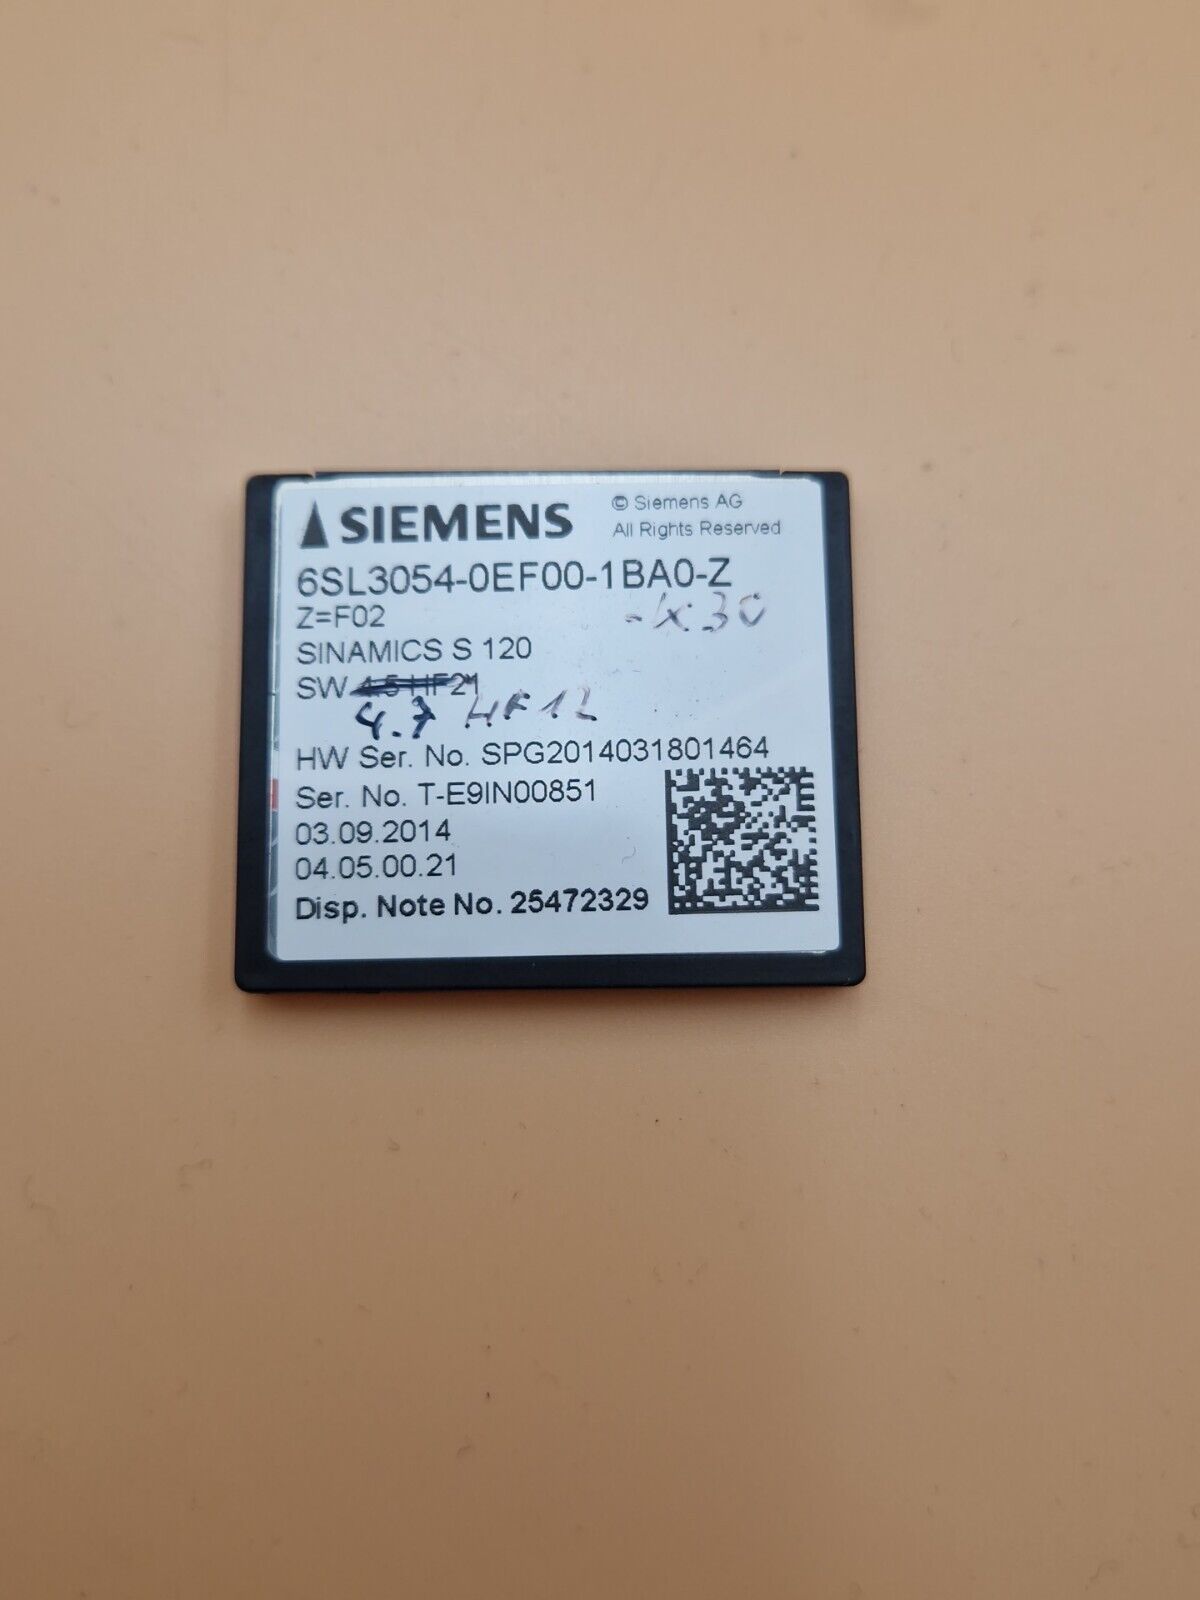 SIEMENS
© Siemens AG
All Rights Reserved
6SL3054-0EF00-1BA0-Z
Z=F02
SINAMICS S 120
SW 4.5 HF21
4.7 HF12
HW Ser. No. SPG2014031801464
Ser. No. T-E9IN00851
03.09.2014
04.05.00.21
Disp. Note No. 25472329